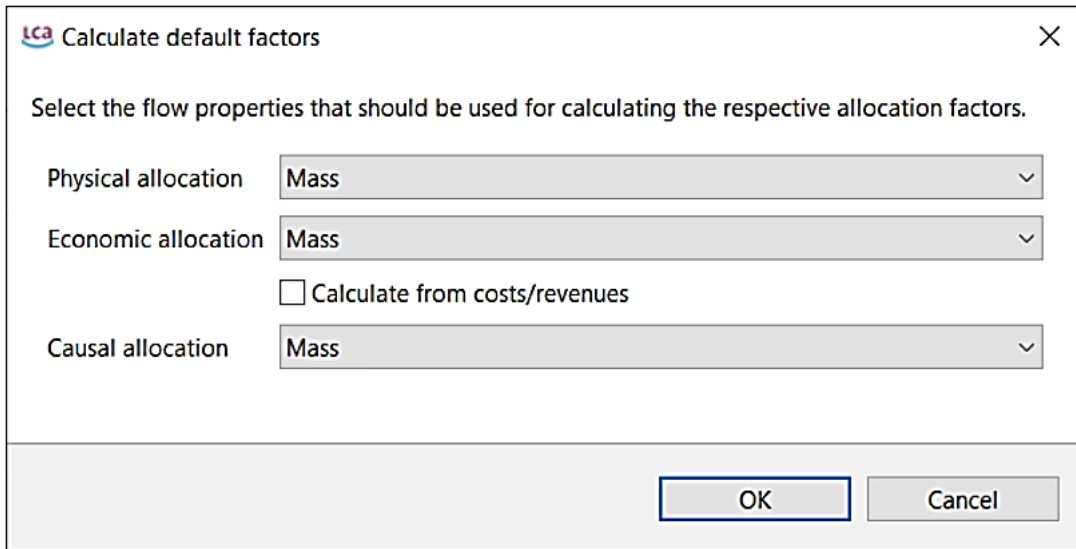 LCa Calculate default factors
Select the flow properties that should be used for calculating the respective allocation factors.
Physical allocation Mass
Economic allocation Mass
Calculate from costs/revenues
Causal allocation Mass
OK Cancel